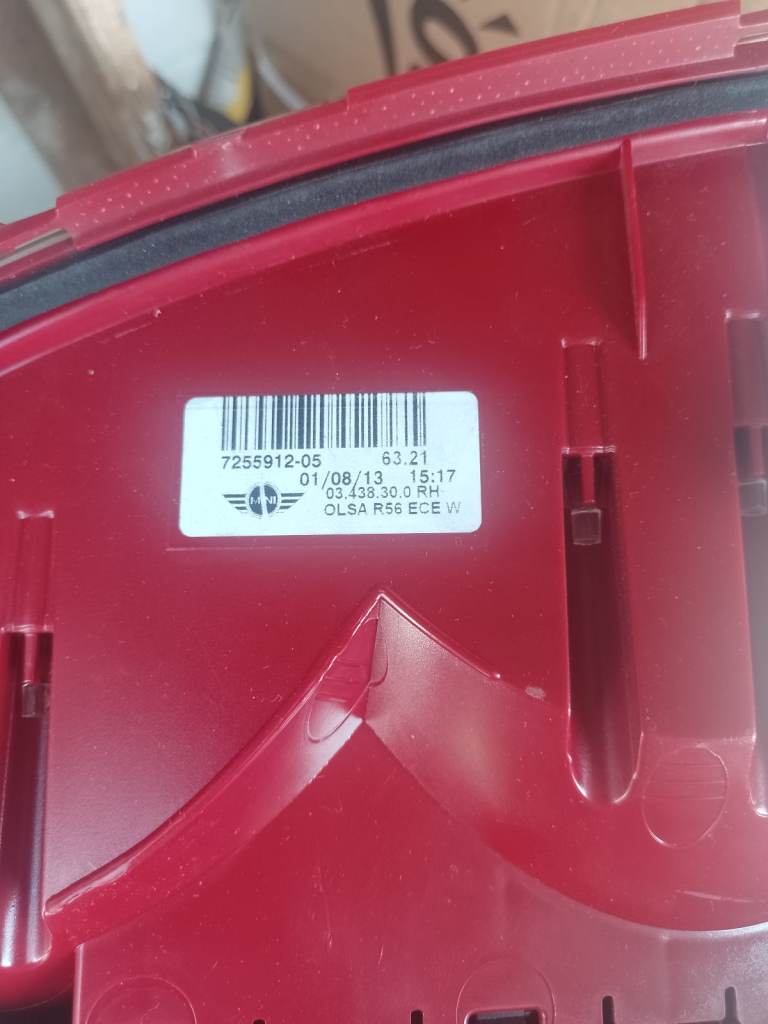 7255912-05 63.21
01/08/13 15:17
MINI 03.438.30.0 RH
OLSA R56 ECE W